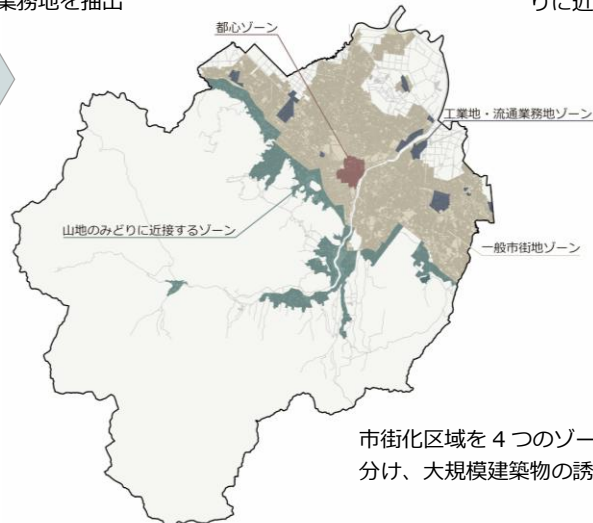 業務地を抽出
りに近
都心ゾーン
工業地・流通業務地ゾーン
山地のみどりに近接するゾーン
一般市街地ゾーン
市街化区域を 4 つのゾー
分け、大規模建築物の誘